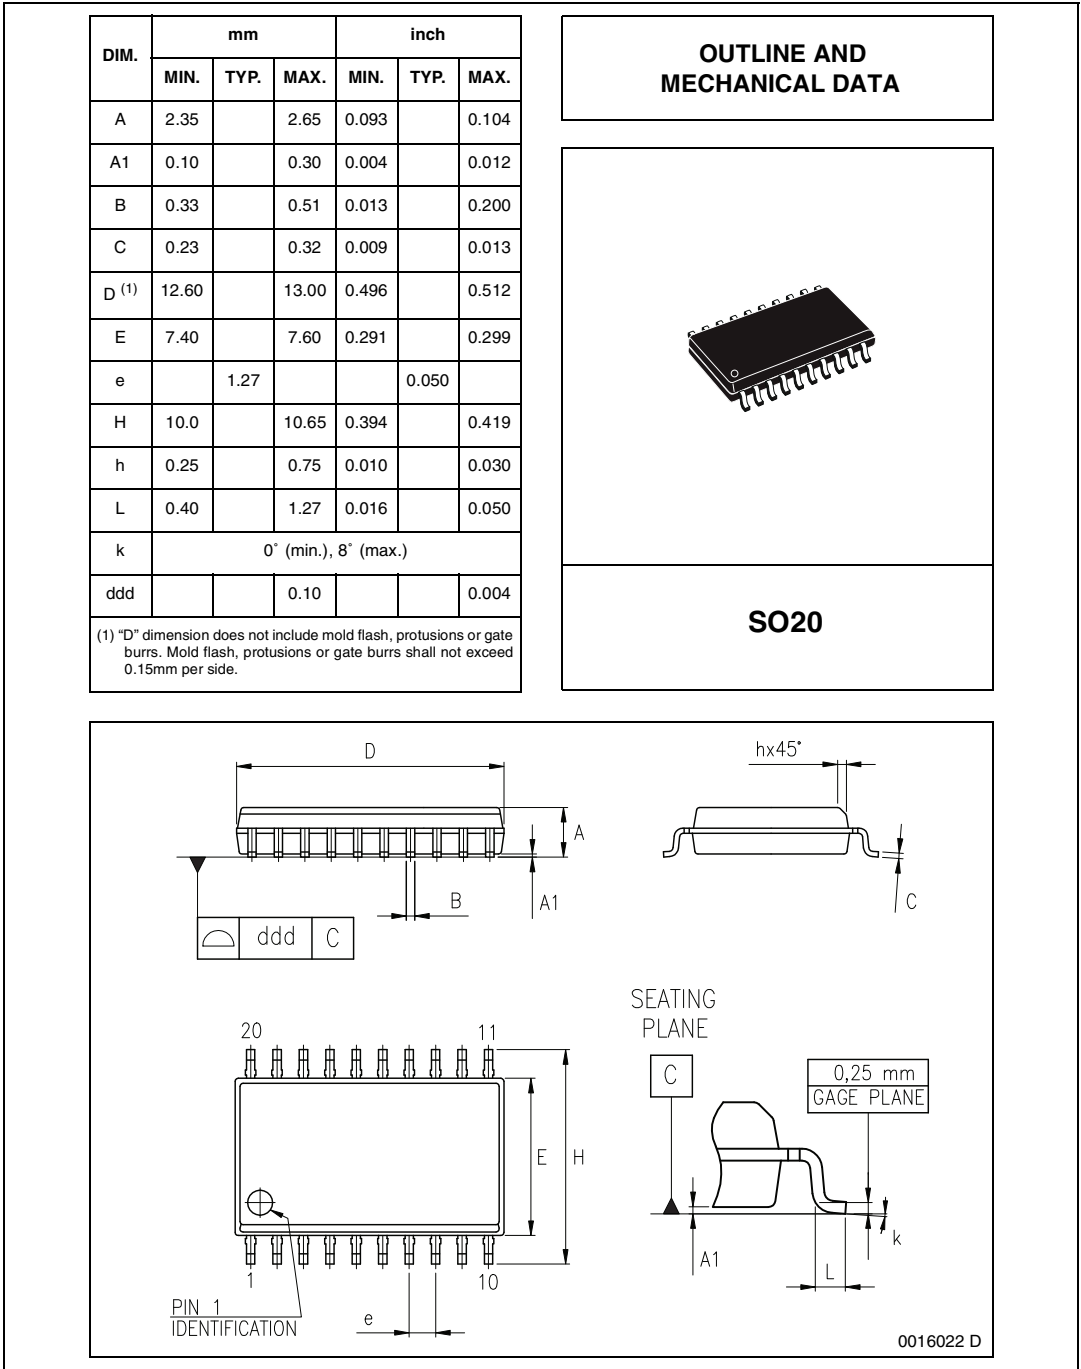 DIM. mm inch
MIN. TYP. MAX. MIN. TYP. MAX.
A 2.35 2.65 0.093 0.104
A1 0.10 0.30 0.004 0.012
B 0.33 0.51 0.013 0.200
C 0.23 0.32 0.009 0.013
D (1) 12.60 13.00 0.496 0.512
E 7.40 7.60 0.291 0.299
e 1.27 0.050
H 10.0 10.65 0.394 0.419
h 0.25 0.75 0.010 0.030
L 0.40 1.27 0.016 0.050
k 0˚ (min.), 8˚ (max.)
ddd 0.10 0.004
(1) “D” dimension does not include mold flash, protusions or gate
burrs. Mold flash, protusions or gate burrs shall not exceed
0.15mm per side.
OUTLINE AND
MECHANICAL DATA
SO20
D
hx45°
A
B
A1
C
ddd C
20 11
E
H
1 10
PIN 1
IDENTIFICATION
e
SEATING
PLANE
C
0,25 mm
GAGE PLANE
A1
L
k
0016022 D